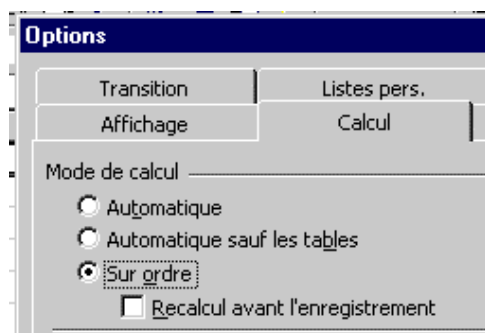 Options
Transition Listes pers.
Affichage Calcul
Mode de calcul
Automatique
Automatique sauf les tables
Sur ordre
Recalcul avant l'enregistrement